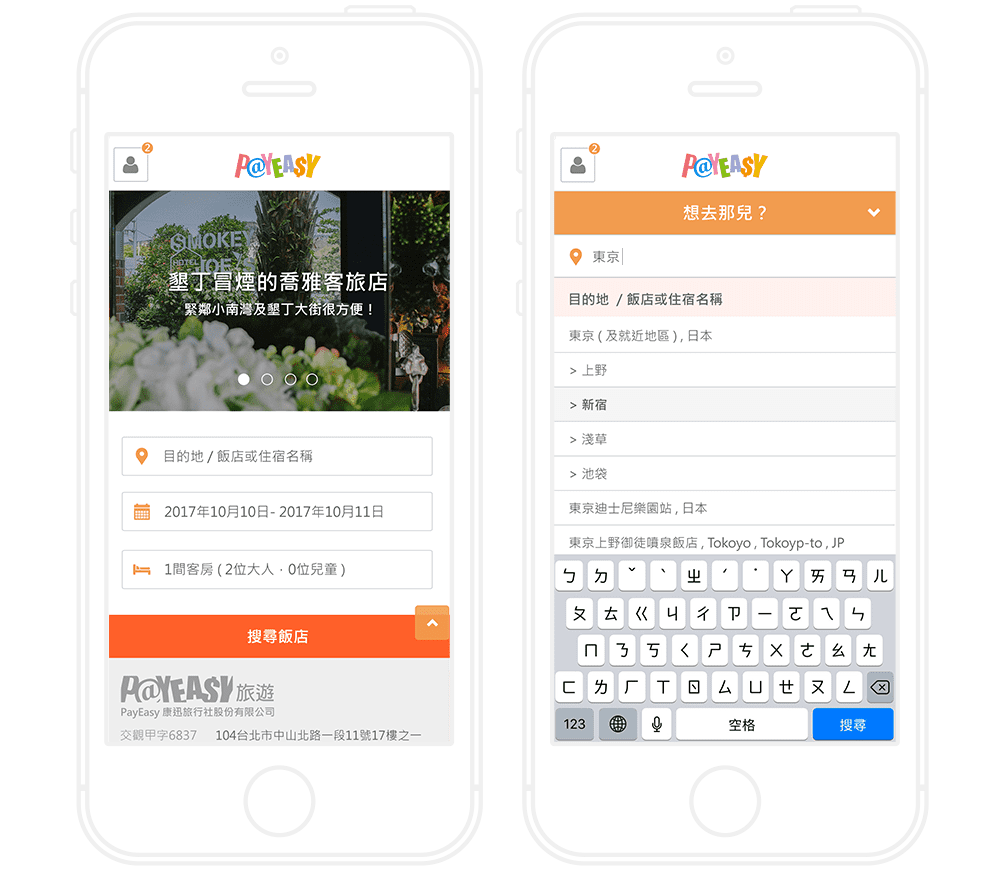 2
P@YEASY
SMOKEY
HOTEL
JOE'S
墾丁冒煙的喬雅客旅店
緊鄰小南灣及墾丁大街很方便！
目的地 / 飯店或住宿名稱
2017年10月10日- 2017年10月11日
1間客房 ( 2位大人．0位兒童 )
搜尋飯店
P@YEASY 旅遊
PayEasy 康迅旅行社股份有限公司
交觀甲字6837 104台北市中山北路一段11號17樓之一
2
P@YEASY
想去那兒？
東京
目的地 / 飯店或住宿名稱
東京 ( 及就近地區 ) , 日本
> 上野
> 新宿
> 淺草
> 池袋
東京迪士尼樂園站 , 日本
東京上野御徒噴泉飯店 , Tokoyo , Tokoyp-to , JP
ㄅ ㄉ ˇ ˋ ㄓ ˊ ˙ ㄚ ㄞ ㄢ ㄦ
ㄆ ㄊ ㄍ ㄐ ㄔ ㄗ ㄧ ㄛ ㄟ ㄣ
ㄇ ㄋ ㄎ ㄑ ㄕ ㄘ ㄨ ㄜ ㄠ ㄤ
ㄈ ㄌ ㄏ ㄒ ㄖ ㄙ ㄩ ㄝ ㄡ ㄥ
123 空格 搜尋